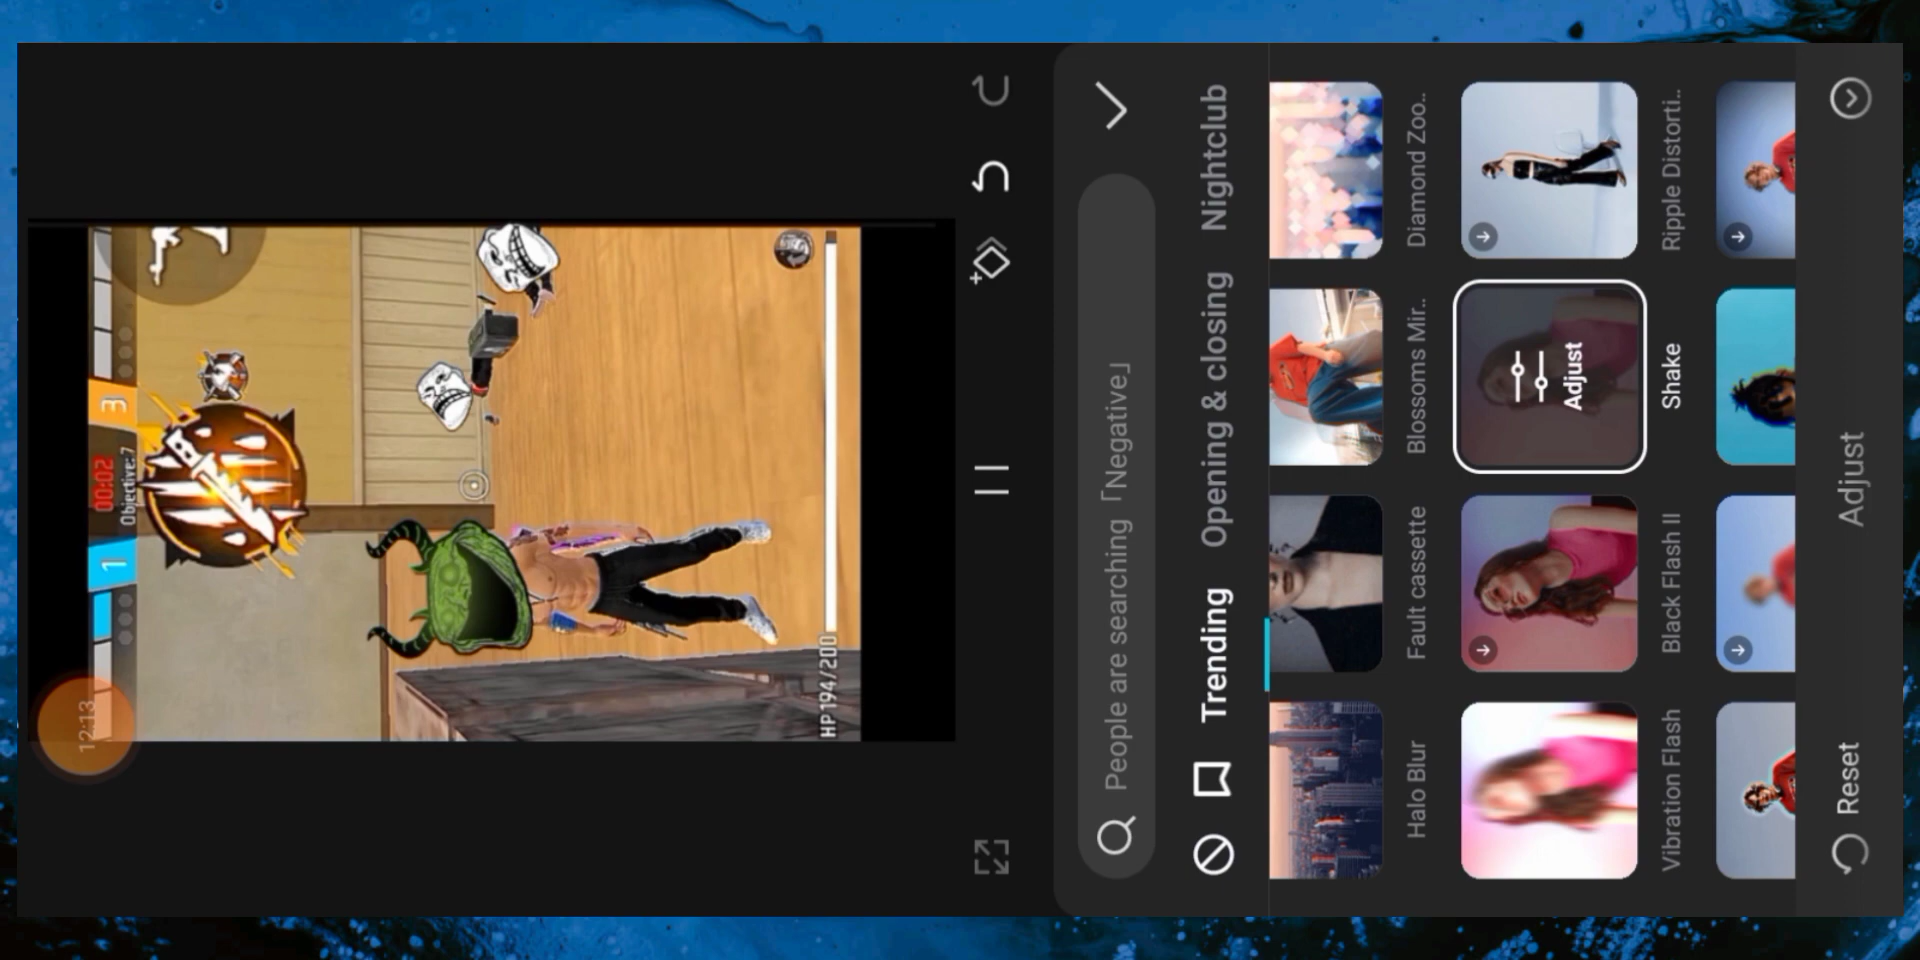 12:13
1
00:02
3
Objective: 7
HP 194/200
People are searching「Negative」
Trending
Opening & closing
Nightclub
Halo Blur
Fault cassette
Blossoms Mir..
Diamond Zoo..
Adjust
Vibration Flash
Black Flash II
Shake
Ripple Distorti..
Reset
Adjust